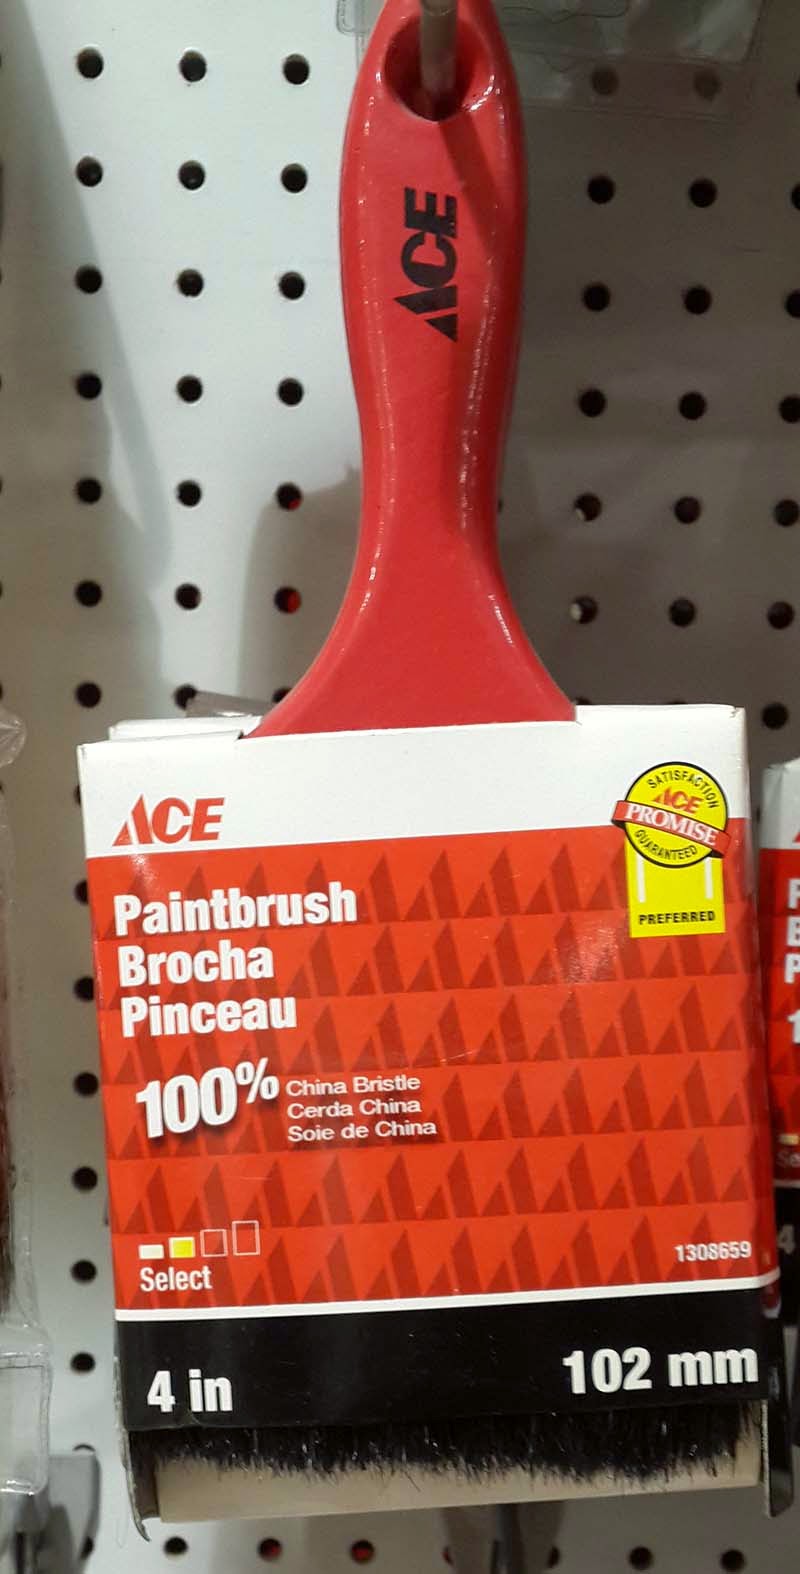 ACE
ACE
SATISFACTION
ACE
PROMISE
GUARANTEED
PREFERRED
Paintbrush
Brocha
Pinceau
100% China Bristle
Cerda China
Soie de China
Select
1308659
4 in
102 mm